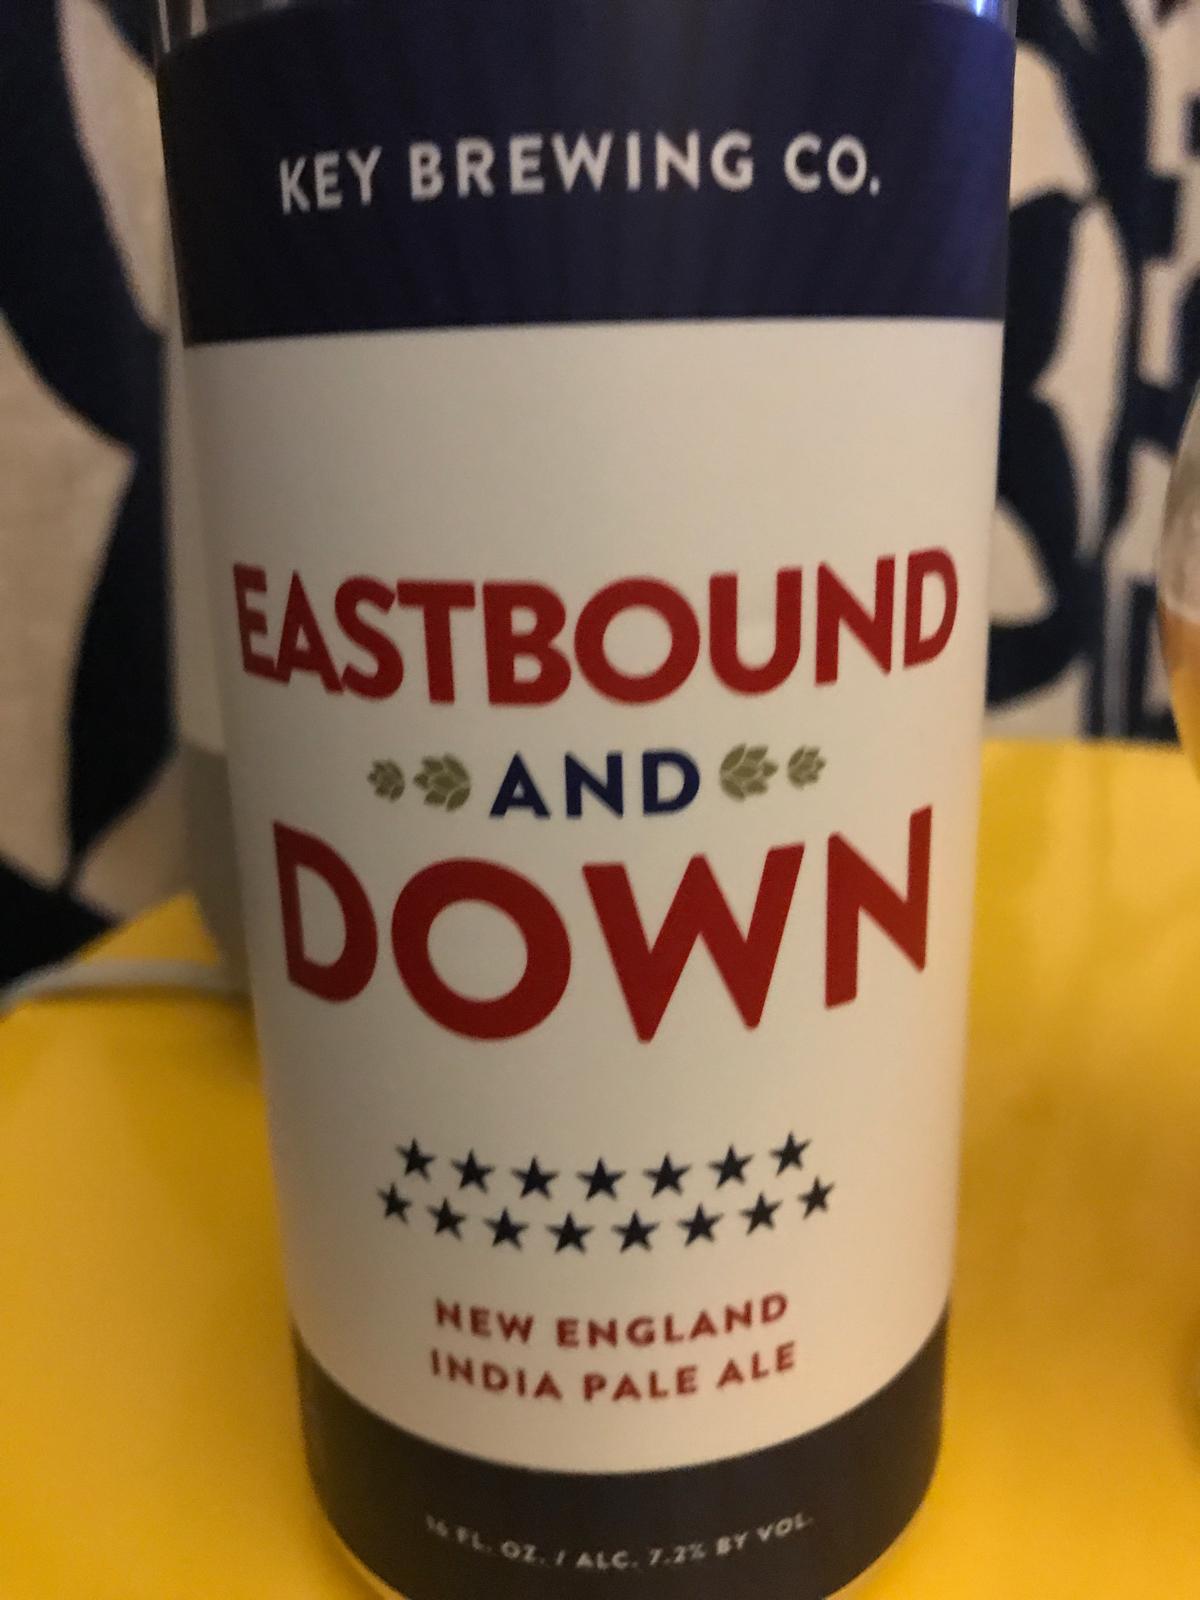 KEY BREWING CO.
EASTBOUND
AND
DOWN
NEW ENGLAND
INDIA PALE ALE
16 FL. OZ. / ALC. 7.2% BY VOL.